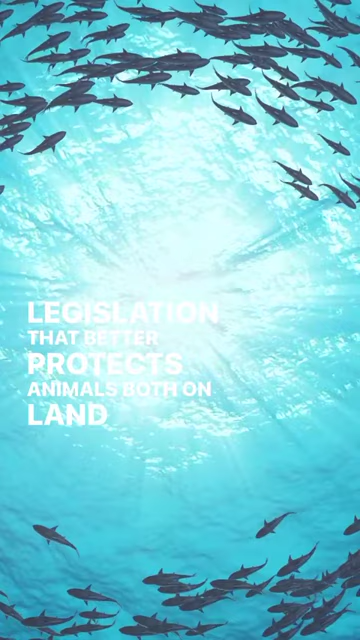 LEGISLATION
THAT BETTER
PROTECTS
ANIMALS BOTH ON
LAND